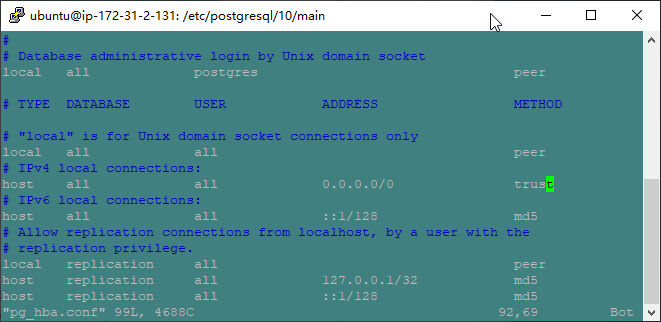 ubuntu@ip-172-31-2-131: /etc/postgresql/10/main
#
# Database administrative login by Unix domain socket
local   all             postgres                                peer
# TYPE  DATABASE        USER            ADDRESS                 METHOD
# "local" is for Unix domain socket connections only
local   all             all                                     peer
# IPv4 local connections:
host    all             all             0.0.0.0/0               trust
# IPv6 local connections:
host    all             all             ::1/128                 md5
# Allow replication connections from localhost, by a user with the
# replication privilege.
local   replication     all                                     peer
host    replication     all             127.0.0.1/32            md5
host    replication     all             ::1/128                 md5
"pg_hba.conf" 99L, 4688C                                      92,69         Bot